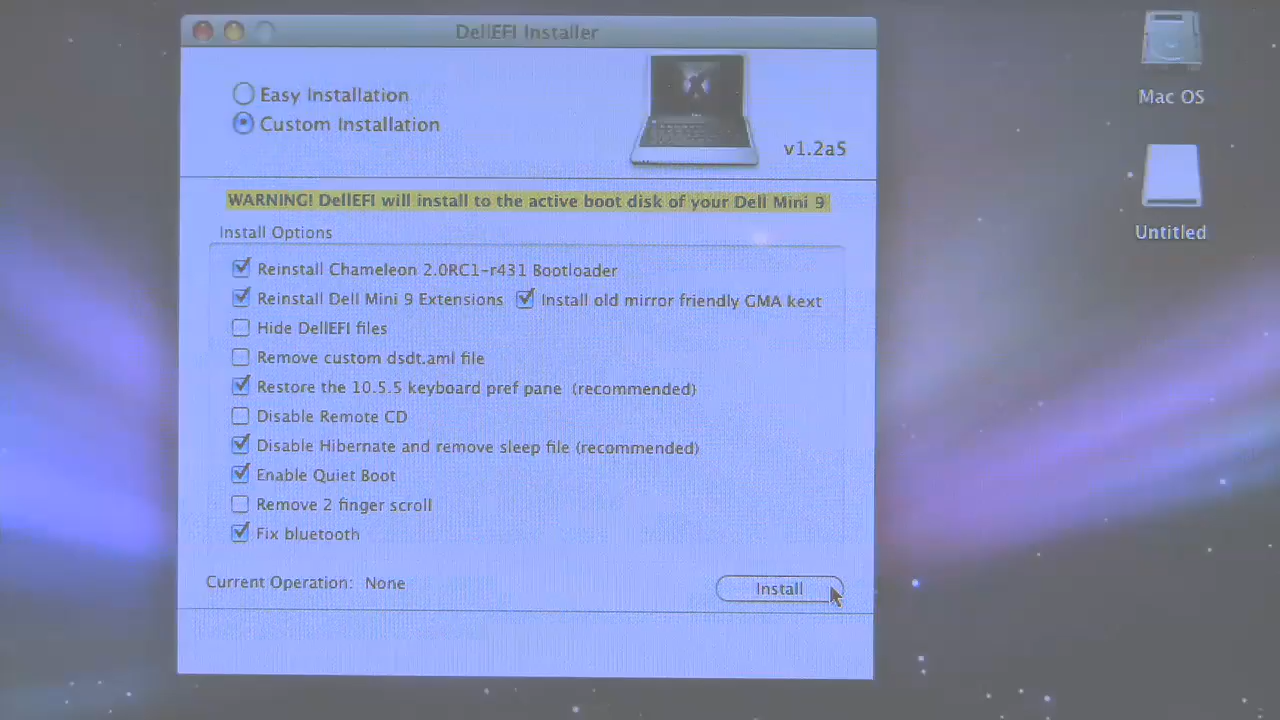 DellEFI Installer
Easy Installation
Custom Installation
v1.2a5
Mac OS
Untitled
WARNING! DellEFI will install to the active boot disk of your Dell Mini 9
Install Options
Reinstall Chameleon 2.0RC1-r431 Bootloader
Reinstall Dell Mini 9 Extensions Install old mirror friendly GMA kext
Hide DellEFI files
Remove custom dsdt.aml file
Restore the 10.5.5 keyboard pref pane (recommended)
Disable Remote CD
Disable Hibernate and remove sleep file (recommended)
Enable Quiet Boot
Remove 2 finger scroll
Fix bluetooth
Current Operation: None
Install